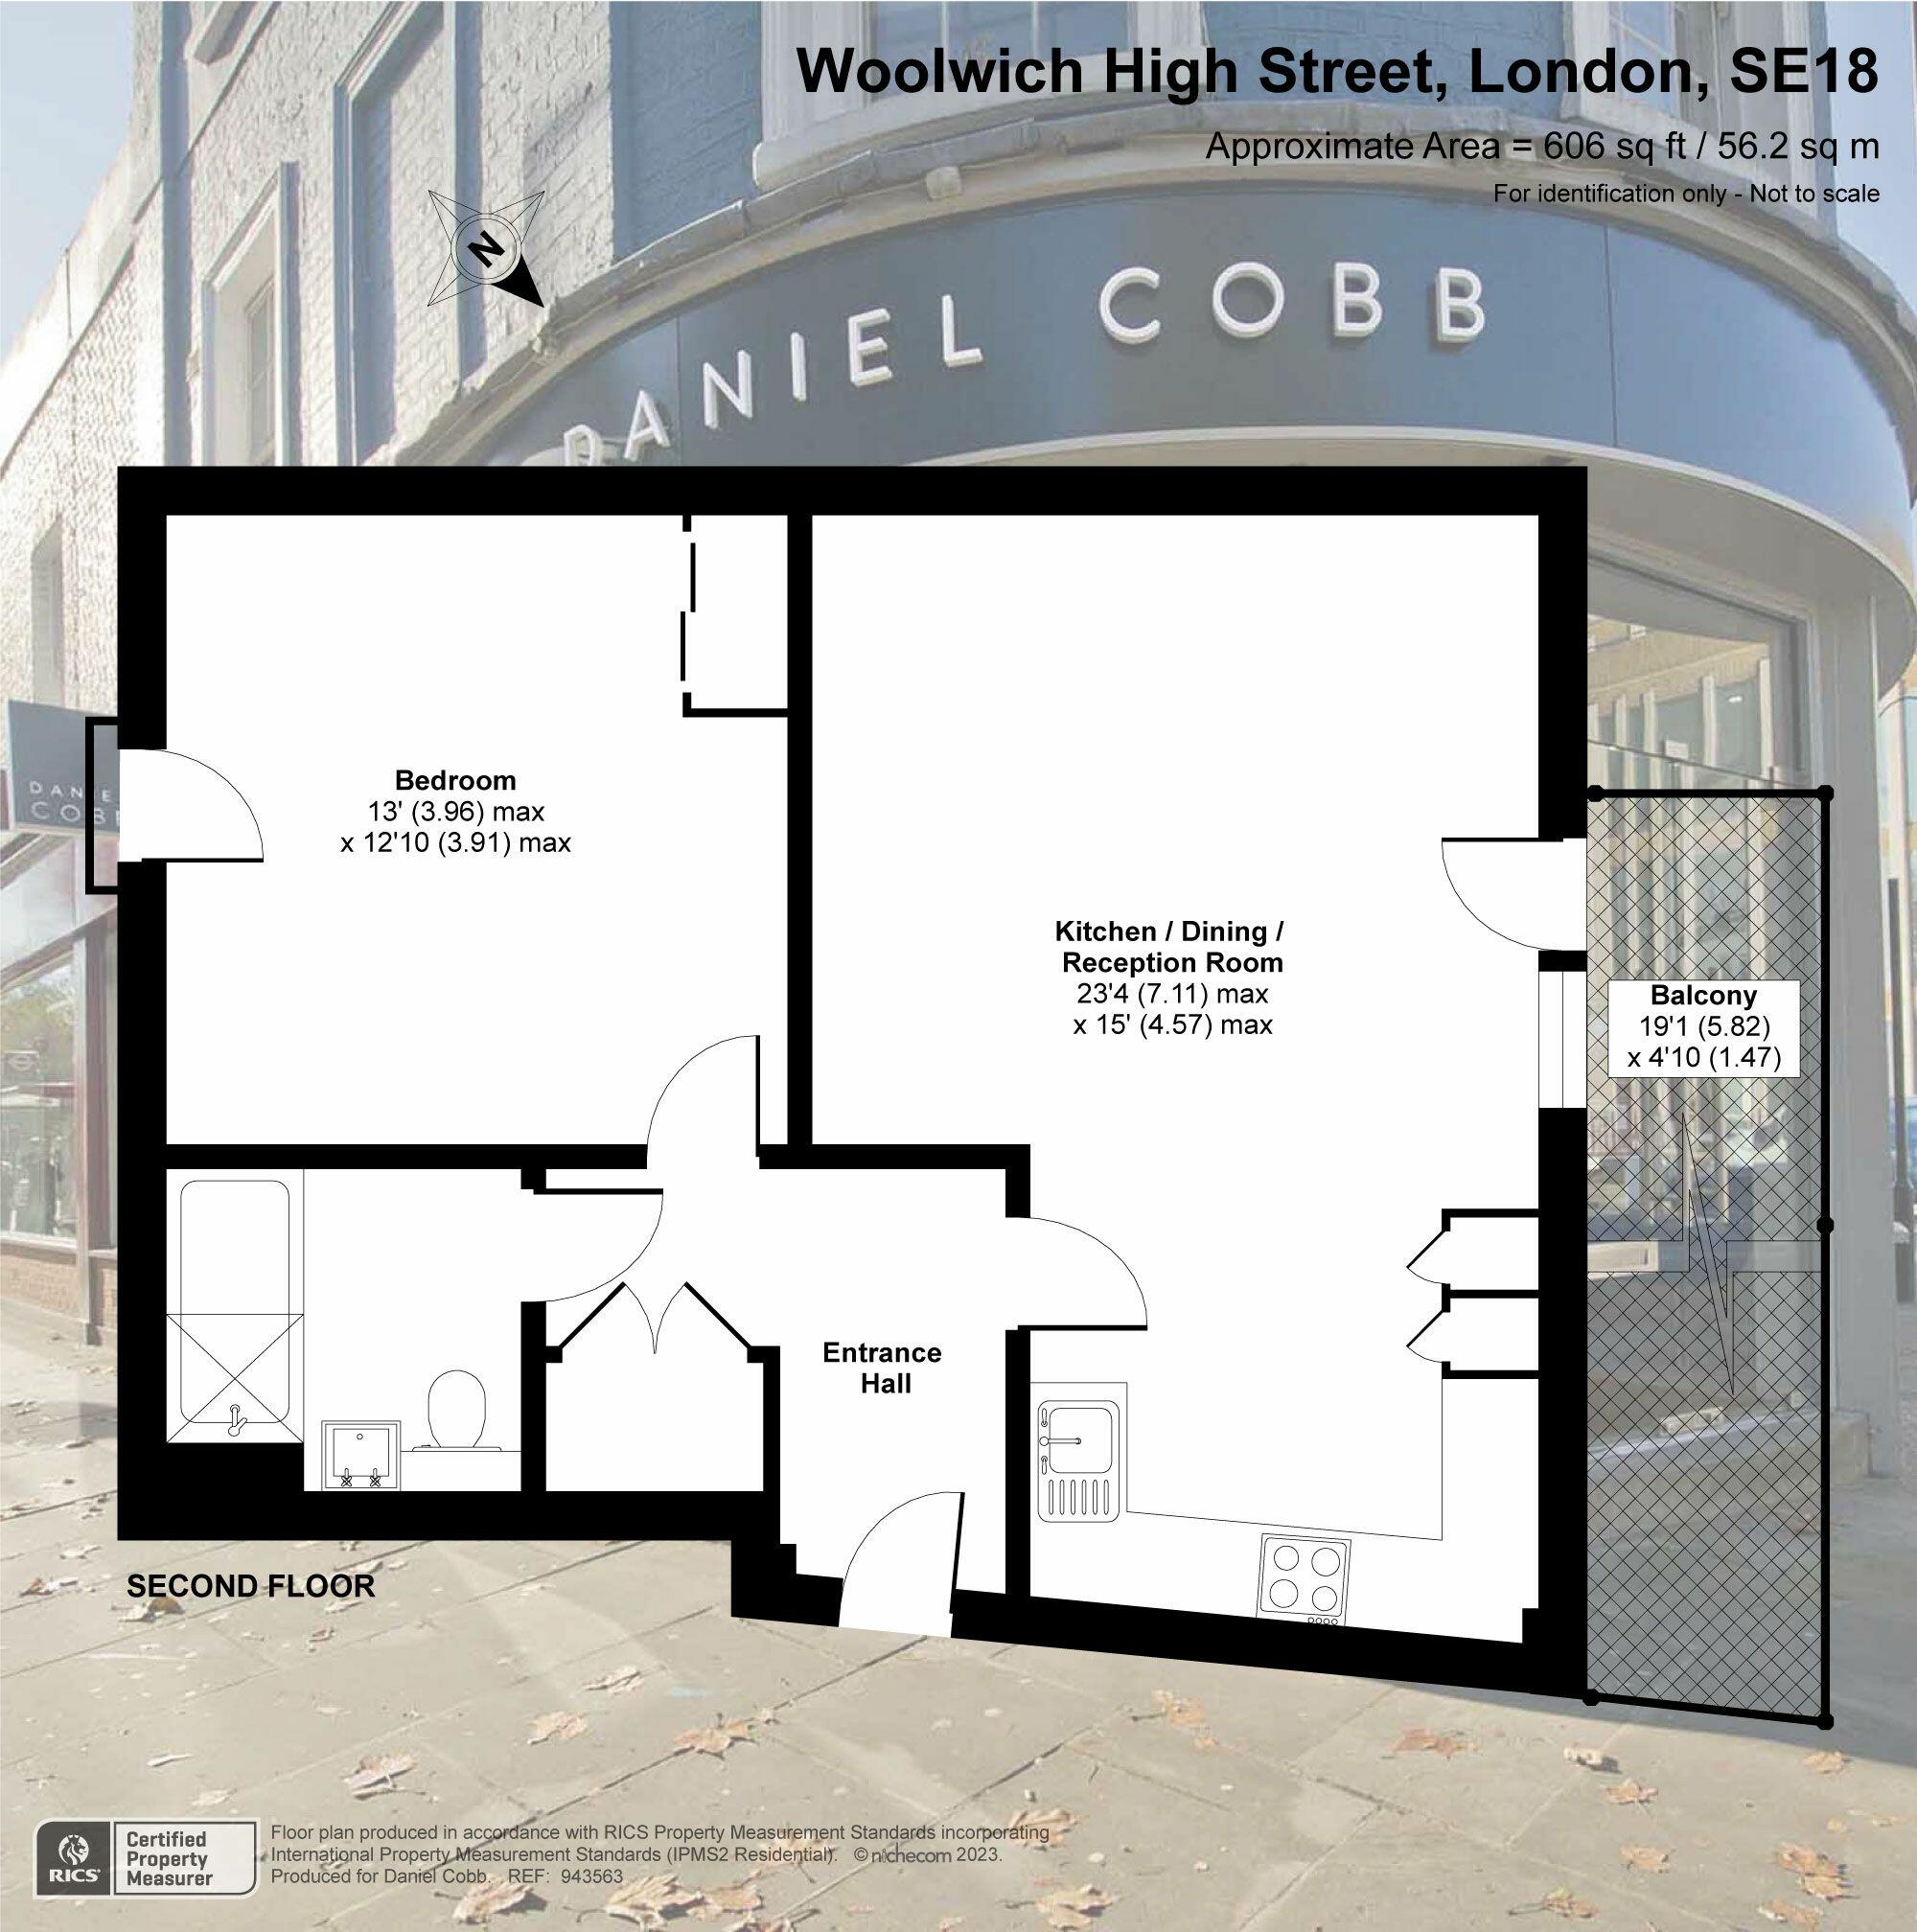 Woolwich High Street, London, SE18
Approximate Area = 606 sq ft / 56.2 sq m
For identification only - Not to scale
N
DANIEL COBB
Bedroom
13' (3.96) max
x 12'10 (3.91) max
DANIE
COB
Kitchen / Dining /
Reception Room
23'4 (7.11) max
x 15' (4.57) max
Balcony
19'1 (5.82)
x 4'10 (1.47)
Entrance
Hall
SECOND FLOOR
RICS
Certified
Property
Measurer
Floor plan produced in accordance with RICS Property Measurement Standards incorporating
International Property Measurement Standards (IPMS2 Residential). © nichecom 2023.
Produced for Daniel Cobb. REF: 943563